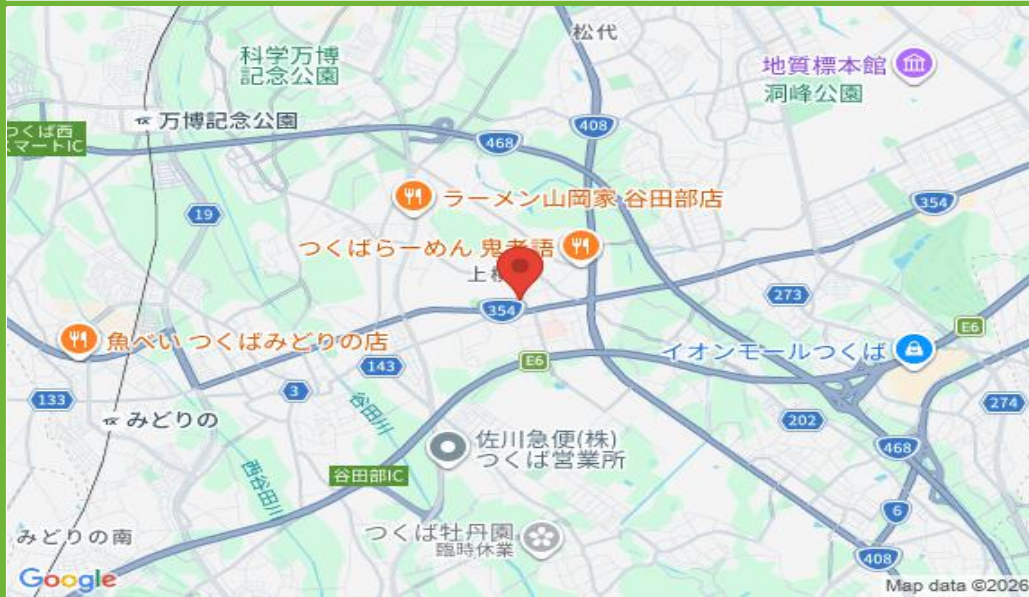 松代
科学万博
記念公園
地質標本館
洞峰公園
万博記念公園
408
つくば西
スマートIC
468
ラーメン山岡家 谷田部店
19
354
つくばらーめん 鬼者語
上横
273
354
E6
魚べい つくばみどりの店
E6
イオンモールつくば
143
3
133
274
みどりの
谷田川
202
佐川急便(株)
つくば営業所
468
谷田部IC
西谷田川
6
つくば牡丹園
臨時休業
みどりの南
408
Google
Map data ©2026